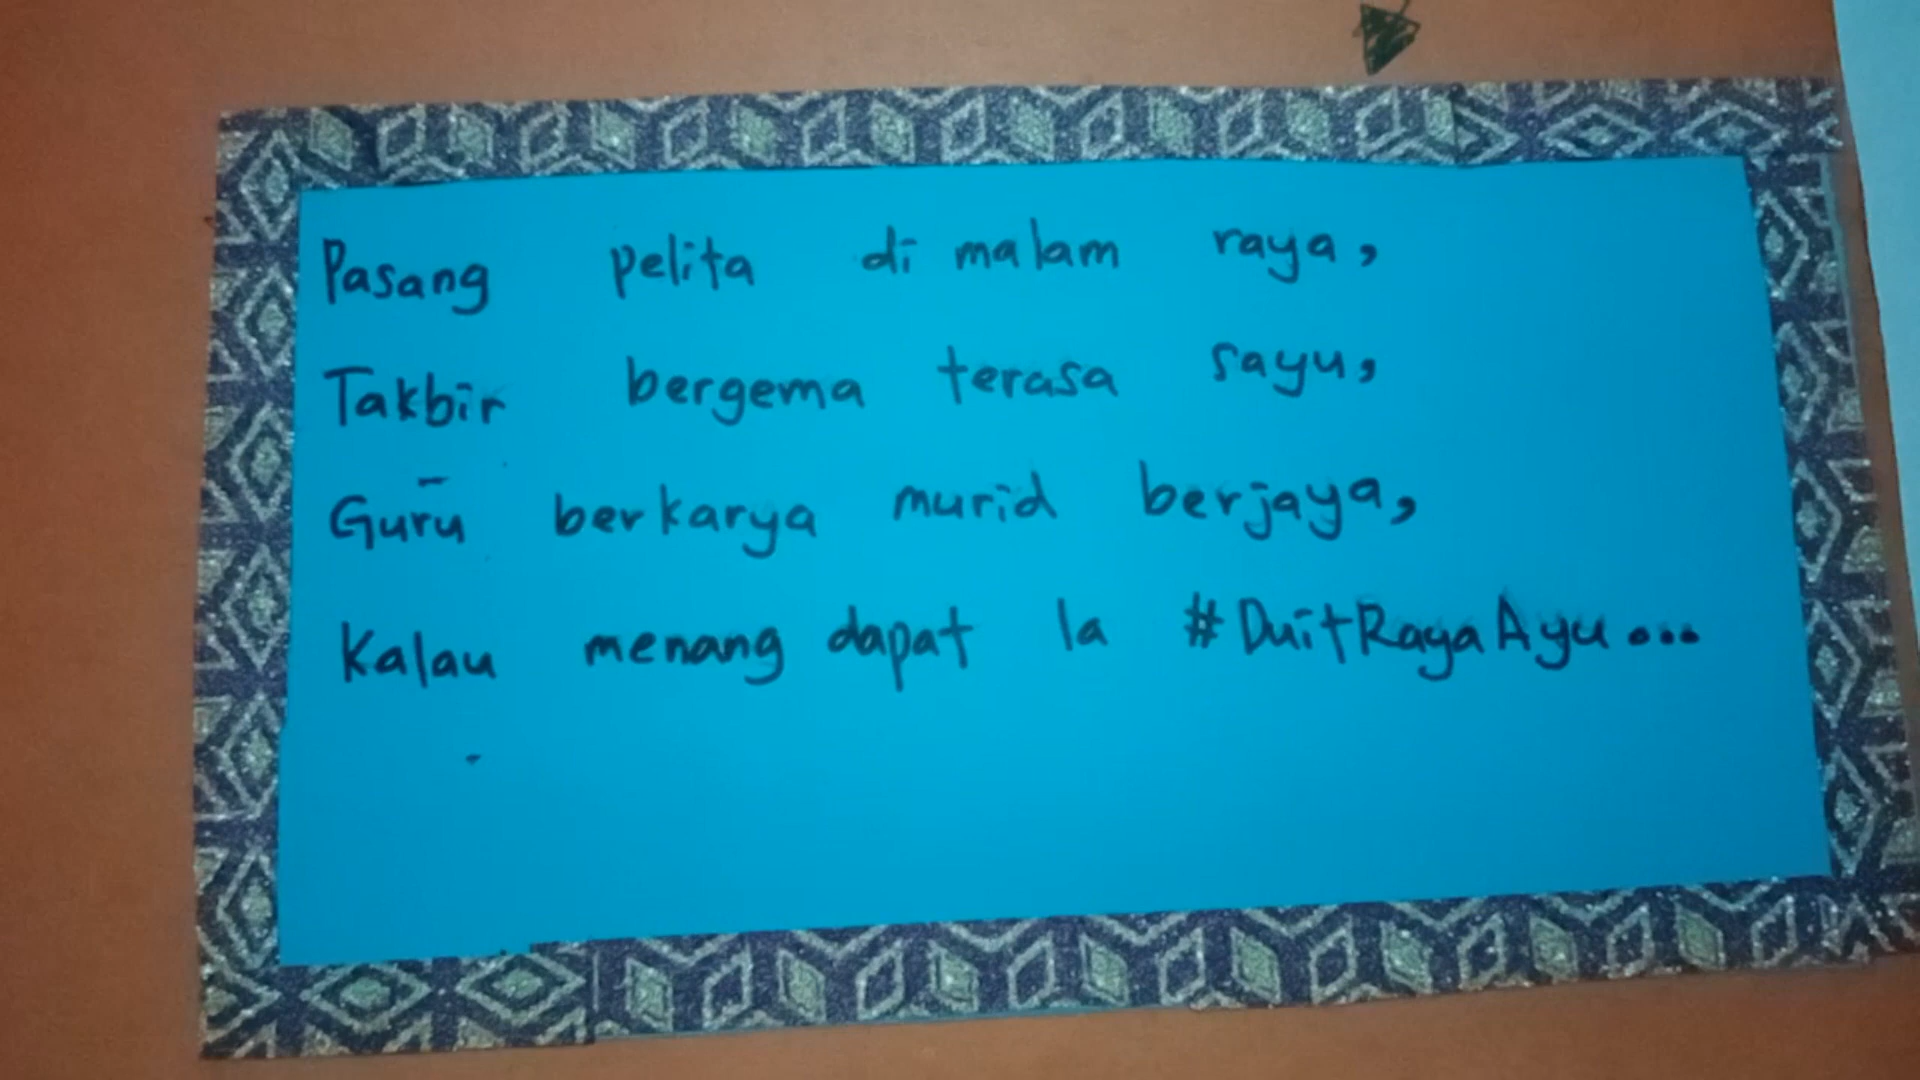 Pasang pelita di malam raya,
Takbir bergema terasa sayu,
Guru berkarya murid berjaya,
Kalau menang dapat la #DuitRayaAyu...